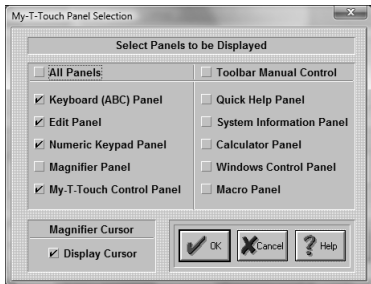 My-T-Touch Panel Selection
Select Panels to be Displayed
All Panels
Toolbar Manual Control
Keyboard (ABC) Panel
Quick Help Panel
Edit Panel
System Information Panel
Numeric Keypad Panel
Calculator Panel
Magnifier Panel
Windows Control Panel
My-T-Touch Control Panel
Macro Panel
Magnifier Cursor
Display Cursor
OK
Cancel
Help